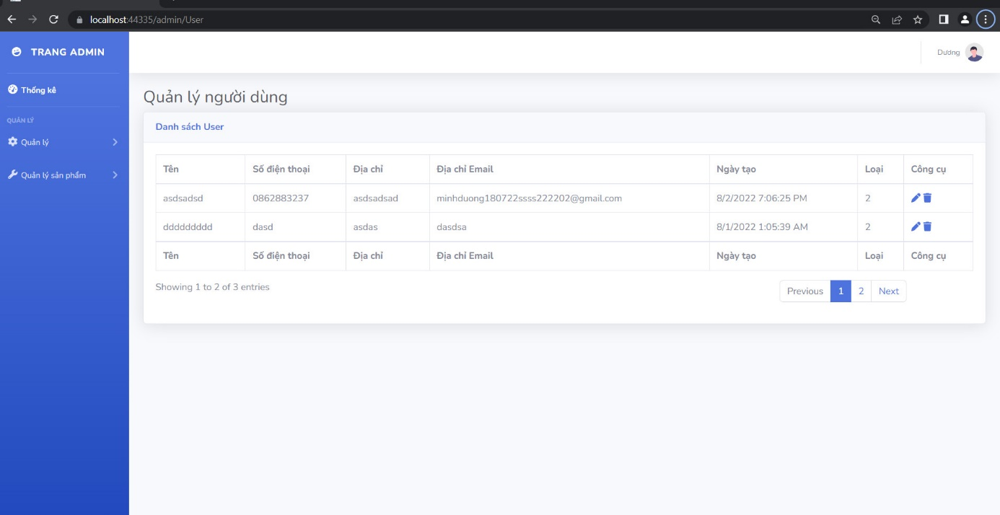 localhost:44335/admin/User
TRANG ADMIN
Dương
Thống kê
QUẢN LÝ
Quản lý
Quản lý sản phẩm
Quản lý người dùng
Danh sách User
Tên Số điện thoại Địa chỉ Địa chỉ Email Ngày tạo Loại Công cụ
asdsadsd 0862883237 asdsadsad minhduong180722ssss222202@gmail.com 8/2/2022 7:06:25 PM 2
ddddddddd dasd asdas dasdsa 8/1/2022 1:05:39 AM 2
Tên Số điện thoại Địa chỉ Địa chỉ Email Ngày tạo Loại Công cụ
Showing 1 to 2 of 3 entries
Previous 1 2 Next